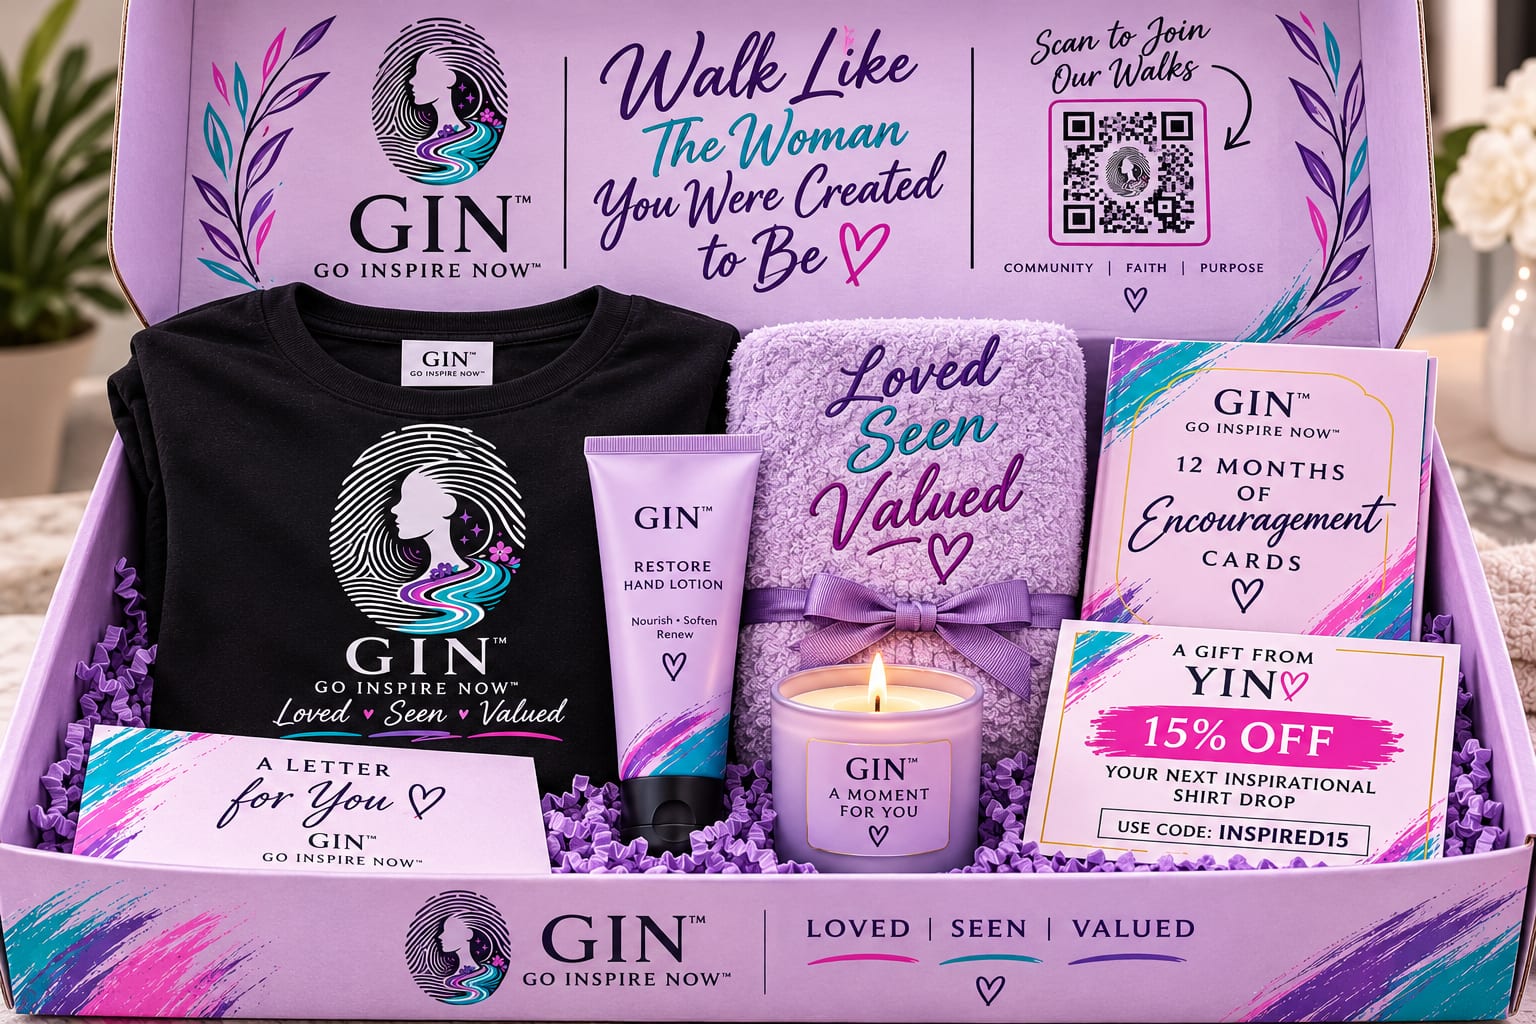 GIN™
GO INSPIRE NOW™
Walk Like
The Woman
You Were Created
to Be
Scan to Join
Our Walks
COMMUNITY | FAITH | PURPOSE
GIN™
GO INSPIRE NOW™
GIN™
GO INSPIRE NOW™
Loved ♥ Seen ♥ Valued
GIN™
RESTORE
HAND LOTION
Nourish • Soften
Renew
Loved
Seen
Valued
GIN™
GO INSPIRE NOW™
12 MONTHS
OF
Encouragement
CARDS
A LETTER
for You
GIN™
GO INSPIRE NOW™
GIN™
A MOMENT
FOR YOU
A GIFT FROM
YIN
15% OFF
YOUR NEXT INSPIRATIONAL
SHIRT DROP
USE CODE: INSPIRED15
GIN™
GO INSPIRE NOW™
LOVED | SEEN | VALUED